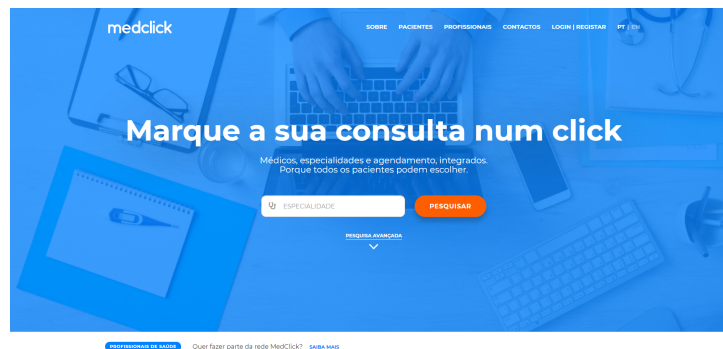 medclick
SOBRE PACIENTES PROFISSIONAIS CONTACTOS LOGIN | REGISTAR PT | EN
Marque a sua consulta num click
Médicos, especialidades e agendamento, integrados.
Porque todos os pacientes podem escolher.
ESPECIALIDADE PESQUISAR
PESQUISA AVANÇADA
PROFISSIONAIS DE SAÚDE Quer fazer parte da rede MedClick? SAIBA MAIS